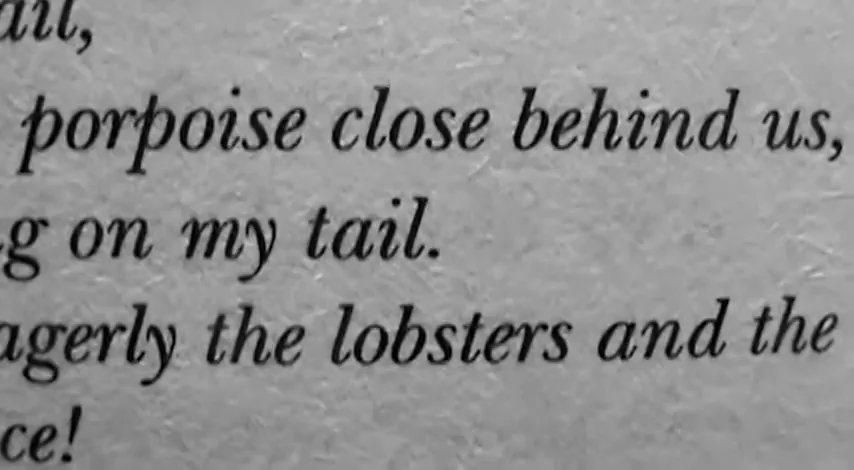 ail,
porpoise close behind us,
g on my tail.
agerly the lobsters and the
ce!